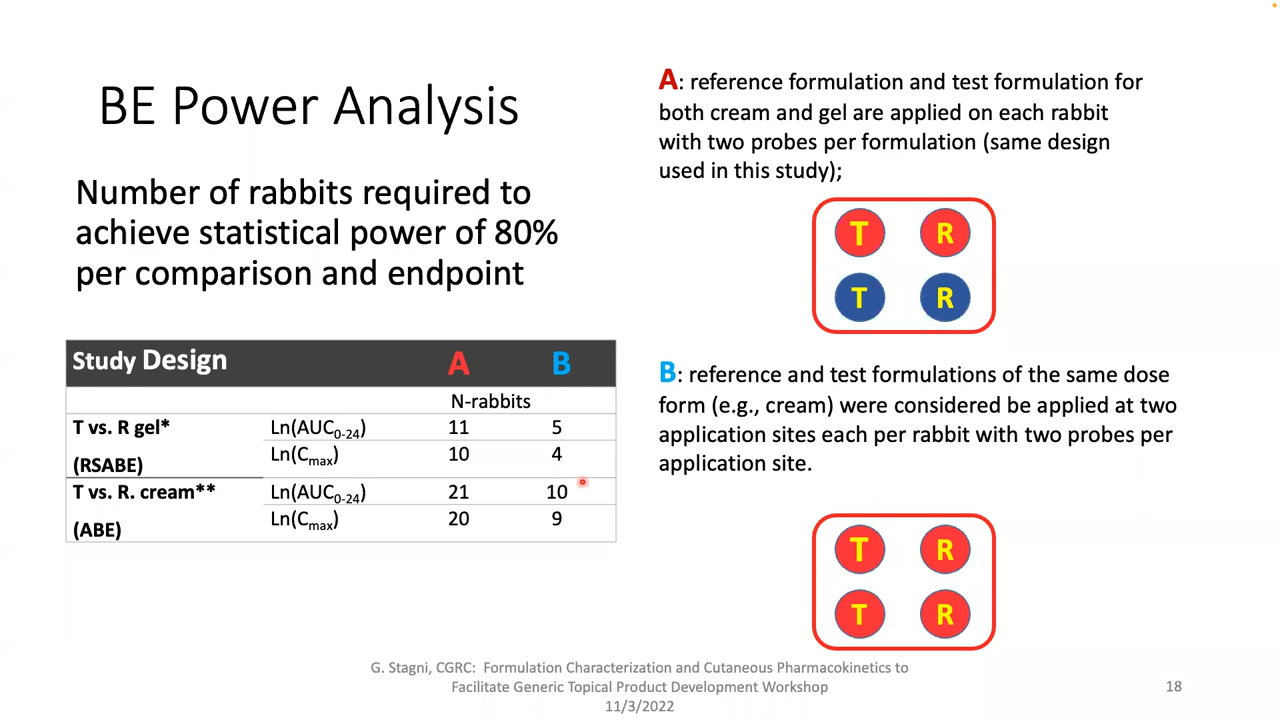 BE Power Analysis
Number of rabbits required to
achieve statistical power of 80%
per comparison and endpoint
Study Design A B
N-rabbits
T vs. R gel* Ln(AUC0-24) 11 5
(RSABE) Ln(Cmax) 10 4
T vs. R. cream** Ln(AUC0-24) 21 10
(ABE) Ln(Cmax) 20 9
A: reference formulation and test formulation for
both cream and gel are applied on each rabbit
with two probes per formulation (same design
used in this study);
T R
T R
B: reference and test formulations of the same dose
form (e.g., cream) were considered be applied at two
application sites each per rabbit with two probes per
application site.
T R
T R
G. Stagni, CGRC: Formulation Characterization and Cutaneous Pharmacokinetics to
Facilitate Generic Topical Product Development Workshop
11/3/2022
18